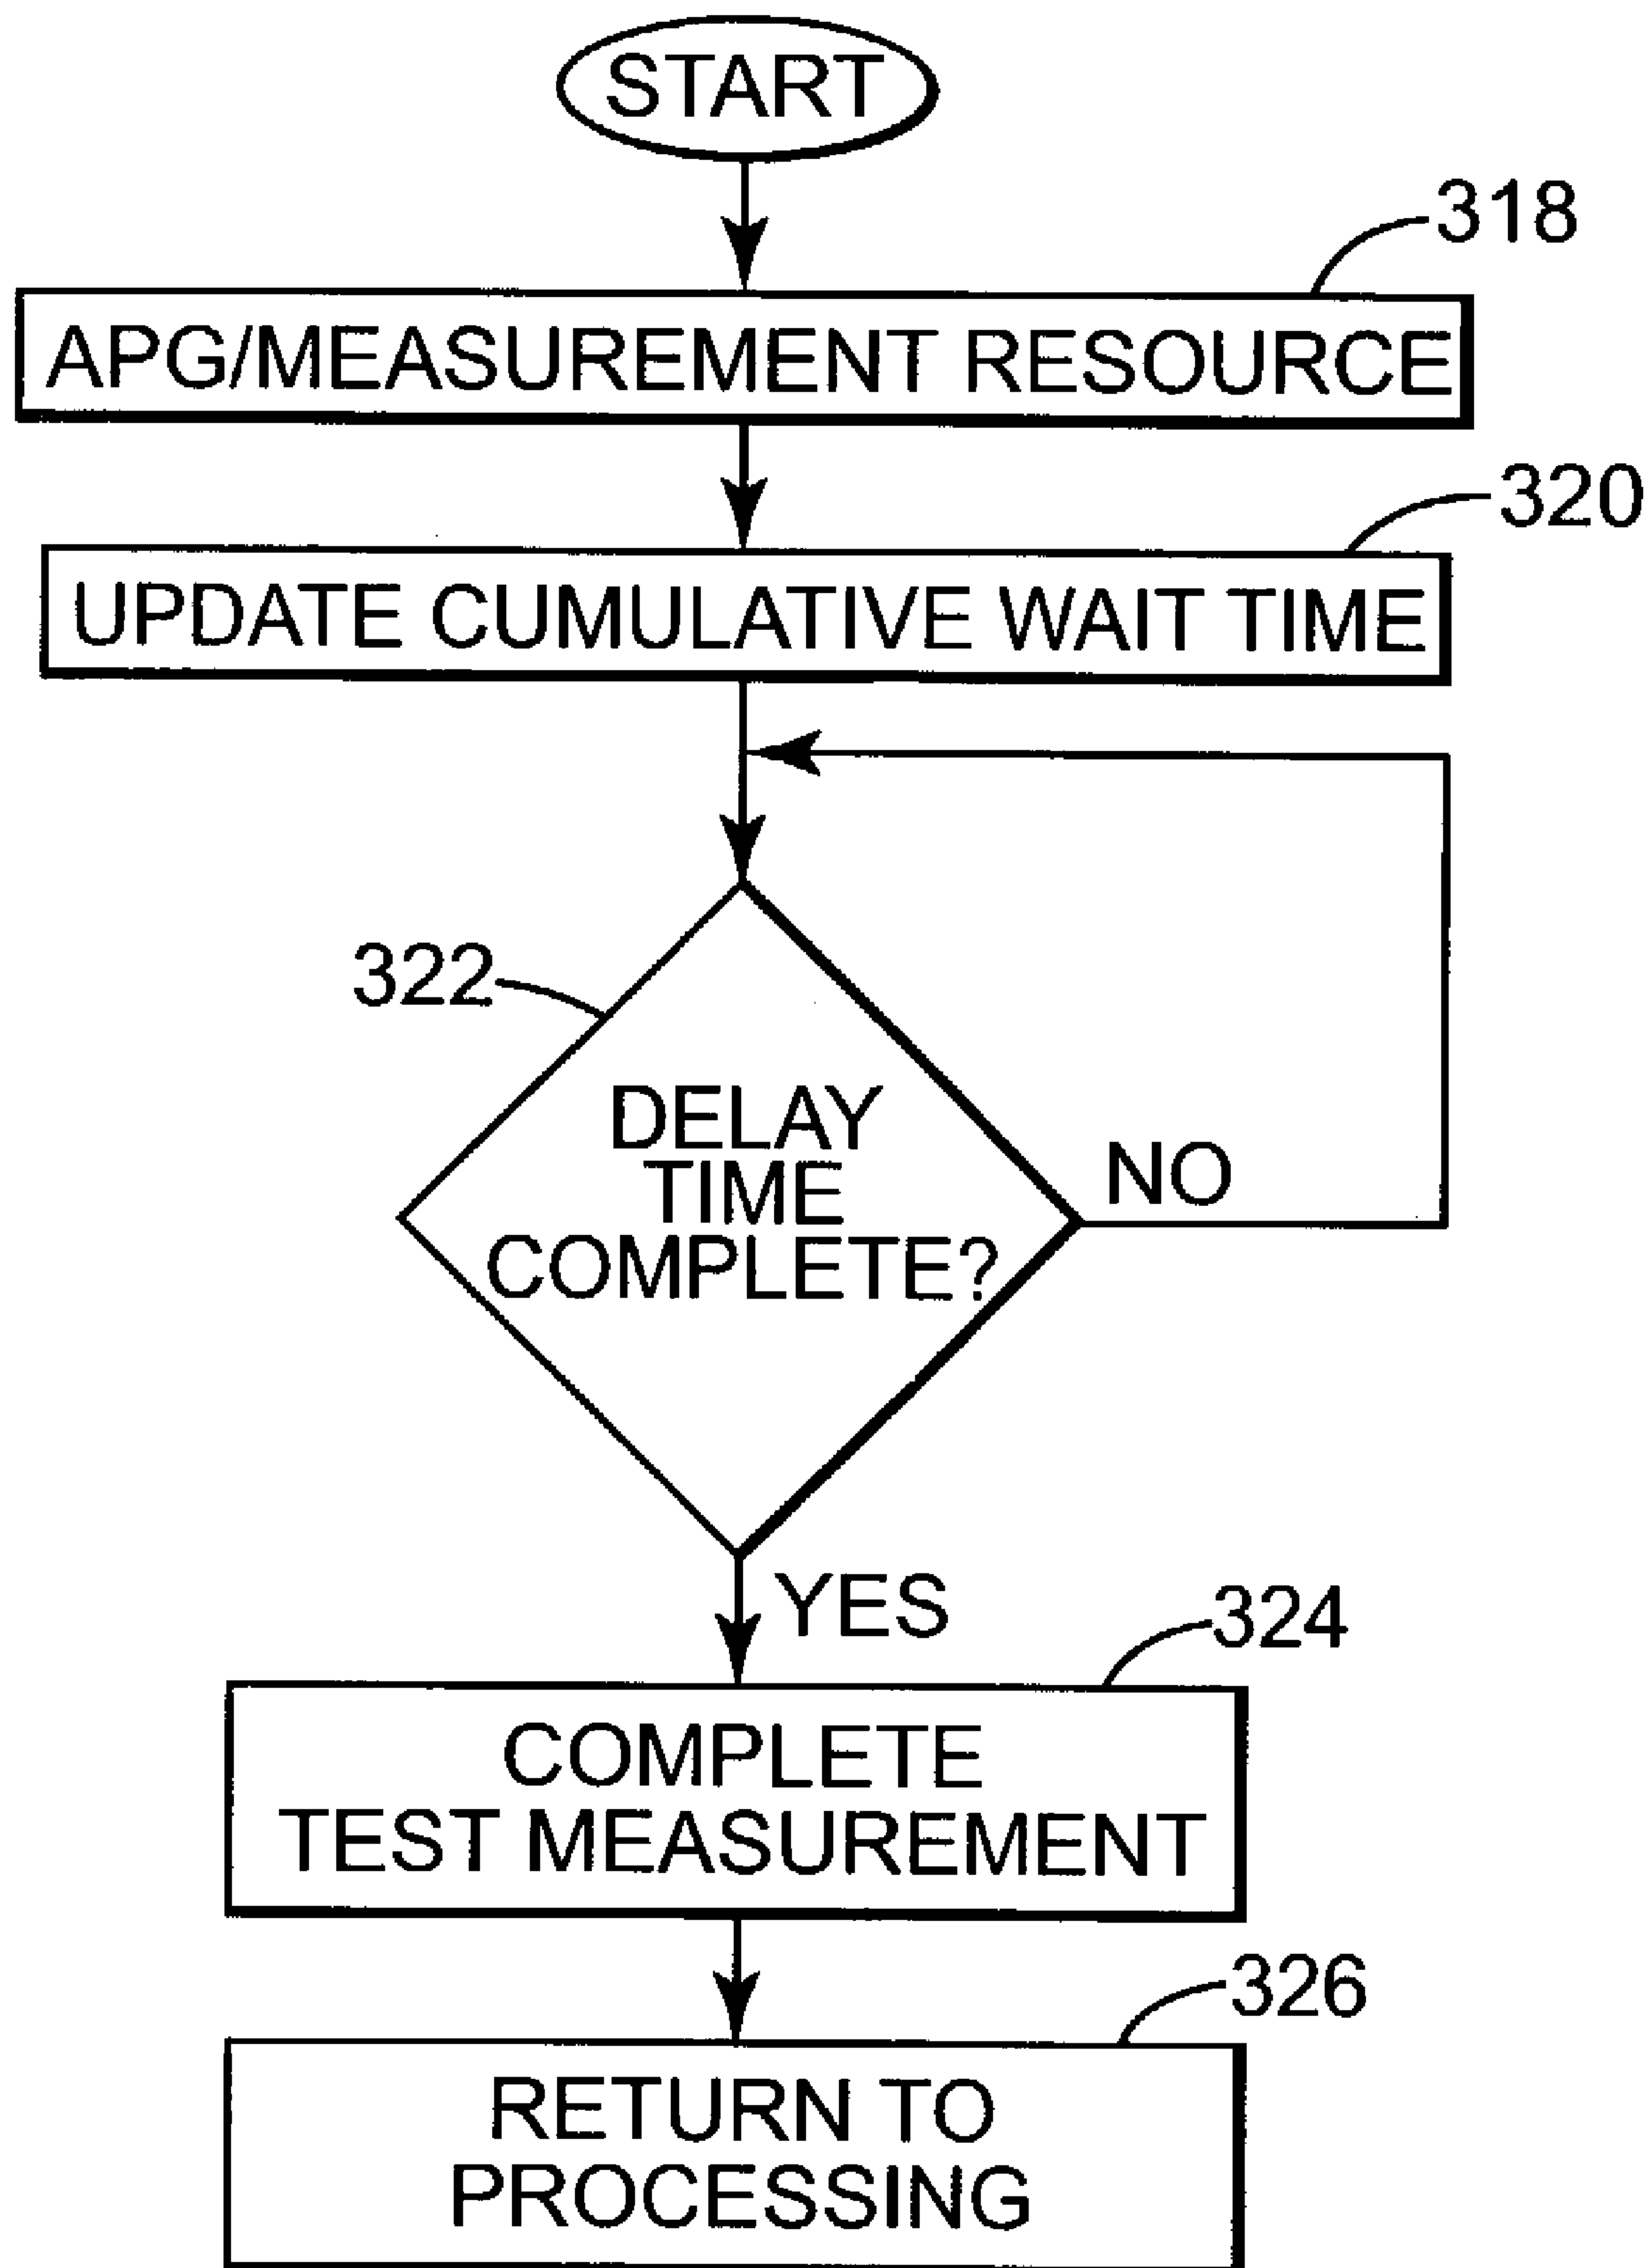 START
318
APG/MEASUREMENT RESOURCE
320
UPDATE CUMULATIVE WAIT TIME
322
DELAY
TIME
COMPLETE?
NO
YES
324
COMPLETE
TEST MEASUREMENT
326
RETURN TO
PROCESSING